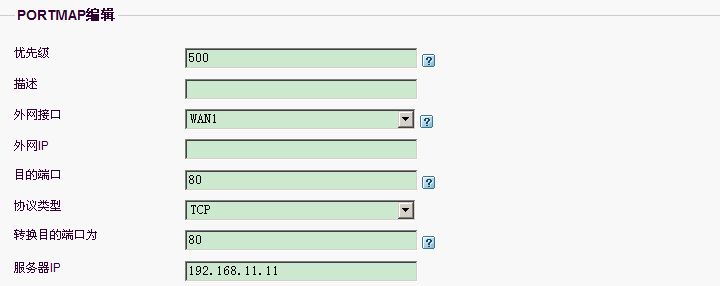 PORTMAP编辑
优先级 500 ?
描述
外网接口 WAN1 ?
外网IP
目的端口 80 ?
协议类型 TCP
转换目的端口为 80 ?
服务器IP 192.168.11.11